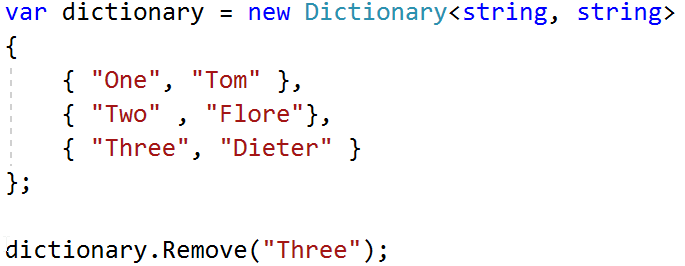 var dictionary = new Dictionary<string, string>
{
    { "One", "Tom" },
    { "Two" , "Flore"},
    { "Three", "Dieter" }
};

dictionary.Remove("Three");